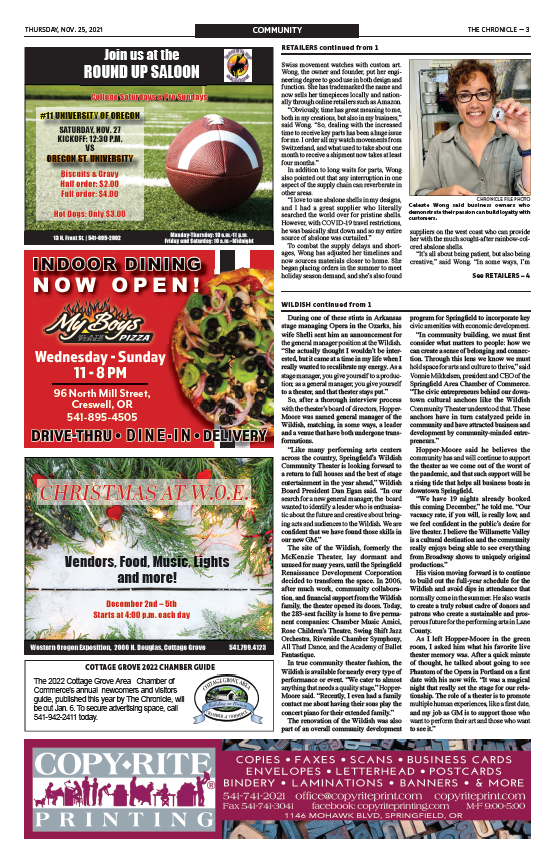 THURSDAY, NOV. 25, 2021
COMMUNITY
THE CHRONICLE — 3
Join us at the
ROUND UP SALOON
College Saturdays & Pro Sundays
#11 UNIVERSITY OF OREGON
SATURDAY, NOV. 27
KICKOFF: 12:30 P.M.
VS
OREGON ST. UNIVERSITY
Biscuits & Gravy
Half order: $2.00
Full order: $4.00
Hot Dogs: Only $3.00
13 N. Front St. | 541-895-2002
Monday-Thursday: 10 a.m.-11 p.m.
Friday and Saturday: 10 a.m.-Midnight
INDOOR DINING
NOW OPEN!
My Boys
PIZZA
Wednesday - Sunday
11 - 8 PM
96 North Mill Street,
Creswell, OR
541-895-4505
DRIVE-THRU • DINE-IN • DELIVERY
CHRISTMAS AT W.O.E.
Vendors, Food, Music, Lights
and more!
December 2nd – 5th
Starts at 4:00 p.m. each day
Western Oregon Exposition, 2000 N. Douglas, Cottage Grove 541.799.4123
COTTAGE GROVE 2022 CHAMBER GUIDE
The 2022 Cottage Grove Area Chamber of
Commerce's annual newcomers and visitors
guide, published this year by The Chronicle, will
be out Jan. 6. To secure advertising space, call
541-942-2411 today.
COTTAGE GROVE AREA
CHAMBER OF COMMERCE
RETAILERS continued from 1
Swiss movement watches with custom art.
Wong, the owner and founder, put her engi-
neering degree to good use in both design and
function. She has trademarked the name and
now sells her timepieces locally and nation-
ally through online retailers such as Amazon.
"Obviously, time has great meaning to me,
both in my creations, but also in my business,"
said Wong. "So, dealing with the increased
time to receive key parts has been a huge issue
for me. I order all my watch movements from
Switzerland, and what used to take about one
month to receive a shipment now takes at least
four months."
In addition to long waits for parts, Wong
also pointed out that any interruption in one
aspect of the supply chain can reverberate in
other areas.
"I love to use abalone shells in my designs,
and I had a great supplier who literally
searched the world over for pristine shells.
However, with COVID-19 travel restrictions,
he was basically shut down and so my entire
source of abalone was curtailed."
To combat the supply delays and short-
ages, Wong has adjusted her timelines and
now sources materials closer to home. She
began placing orders in the summer to meet
holiday season demand, and she's also found
CHRONICLE FILE PHOTO
Celeste Wong said business owners who
demonstrate their passion can build loyalty with
customers.
suppliers on the west coast who can provide
her with the much sought-after rainbow-col-
ored abalone shells.
"It's all about being patient, but also being
creative," said Wong. "In some ways, I'm
See RETAILERS – 4
WILDISH continued from 1
During one of these stints in Arkansas
stage managing Opera in the Ozarks, his
wife Shelli sent him an announcement for
the general manager position at the Wildish.
"She actually thought I wouldn't be inter-
ested, but it came at a time in my life when I
really wanted to recalibrate my energy. As a
stage manager, you give yourself to a produc-
tion; as a general manager, you give yourself
to a theater, and that theater stays put."
So, after a thorough interview process
with the theater's board of directors, Hopper-
Moore was named general manager of the
Wildish, matching, in some ways, a leader
and a venue that have both undergone trans-
formations.
"Like many performing arts centers
across the country, Springfield's Wildish
Community Theater is looking forward to
a return to full houses and the best of stage
entertainment in the year ahead," Wildish
Board President Dan Egan said. "In our
search for a new general manager, the board
wanted to identify a leader who is enthusias-
tic about the future and creative about bring-
ing acts and audiences to the Wildish. We are
confident that we have found those skills in
our new GM."
The site of the Wildish, formerly the
McKenzie Theater, lay dormant and
unused for many years, until the Springfield
Renaissance Development Corporation
decided to transform the space. In 2006,
after much work, community collabora-
tion, and financial support from the Wildish
family, the theater opened its doors. Today,
the 283-seat facility is home to five perma-
nent companies: Chamber Music Amici,
Rose Children's Theatre, Swing Shift Jazz
Orchestra, Riverside Chamber Symphony,
All That! Dance, and the Academy of Ballet
Fantastique.
In true community theater fashion, the
Wildish is available for nearly every type of
performance or event. "We cater to almost
anything that needs a quality stage," Hopper-
Moore said. "Recently, I even had a family
contact me about having their sons play the
concert piano for their extended family."
The renovation of the Wildish was also
part of an overall community development
program for Springfield to incorporate key
civic amenities with economic development.
"In community building, we must first
consider what matters to people: how we
can create a sense of belonging and connec-
tion. Through this lens we know we must
hold space for arts and culture to thrive," said
Vonnie Mikkelsen, president and CEO of the
Springfield Area Chamber of Commerce.
"The civic entrepreneurs behind our down-
town cultural anchors like the Wildish
Community Theater understood that. These
anchors have in turn catalyzed pride in
community and have attracted business and
development by community-minded entre-
preneurs."
Hopper-Moore said he believes the
community has and will continue to support
the theater as we come out of the worst of
the pandemic, and that such support will be
a rising tide that helps all business boats in
downtown Springfield.
"We have 19 nights already booked
this coming December," he told me. "Our
vacancy rate, if you will, is really low, and
we feel confident in the public's desire for
live theater. I believe the Willamette Valley
is a cultural destination and the community
really enjoys being able to see everything
from Broadway shows to uniquely original
productions."
His vision moving forward is to continue
to build out the full-year schedule for the
Wildish and avoid dips in attendance that
normally come in the summer. He also wants
to create a truly robust cadre of donors and
patrons who create a sustainable and pros-
perous future for the performing arts in Lane
County.
As I left Hopper-Moore in the green
room, I asked him what his favorite live
theater memory was. After a quick minute
of thought, he talked about going to see
Phantom of the Opera in Portland on a first
date with his now wife. "It was a magical
night that really set the stage for our rela-
tionship. The role of a theater is to promote
multiple human experiences, like a first date,
and my job as GM is to support those who
want to perform their art and those who want
to see it."
COPY-RITE
PRINTING
COPIES • FAXES • SCANS • BUSINESS CARDS
ENVELOPES • LETTERHEAD • POSTCARDS
BINDERY • LAMINATIONS • BANNERS • & MORE
541-741-2021 office@copyriteprint.com copyriteprint.com
Fax 541-741-3041 facebook: copyriteprinting.com M-F 9:00-5:00
1146 MOHAWK BLVD, SPRINGFIELD, OR